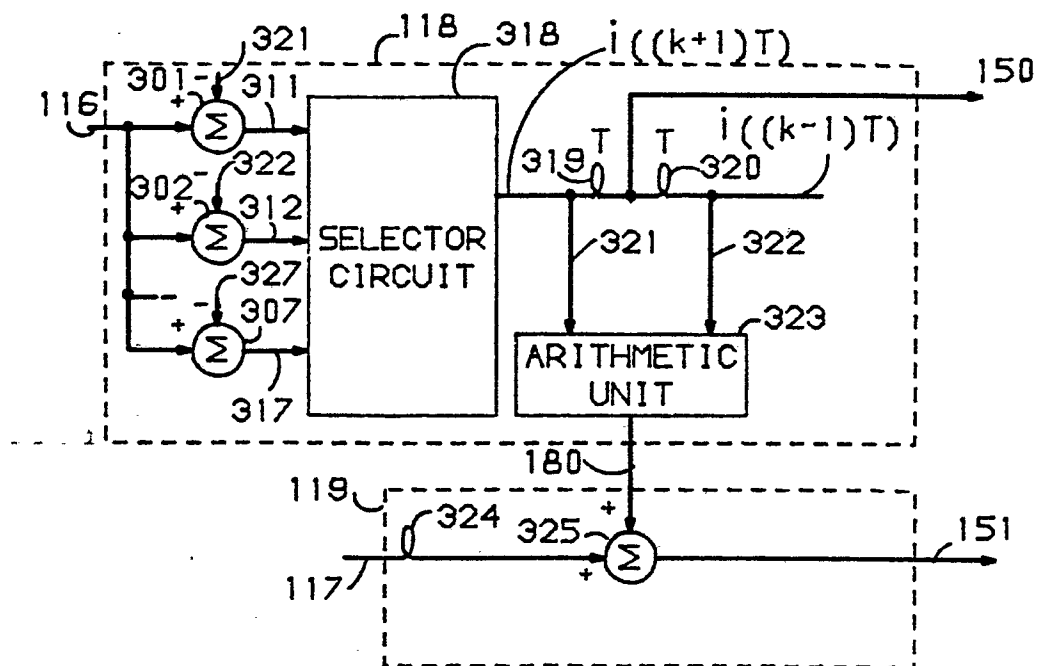 321
118
318
i((k+1)T)
150
301
-
+
311
116
Σ
i((k-1)T)
322
T
T
319
320
302
-
+
312
Σ
SELECTOR
CIRCUIT
321
322
327
-
307
+
323
Σ
ARITHMETIC
UNIT
317
180
119
324
+
325
151
Σ
117
+